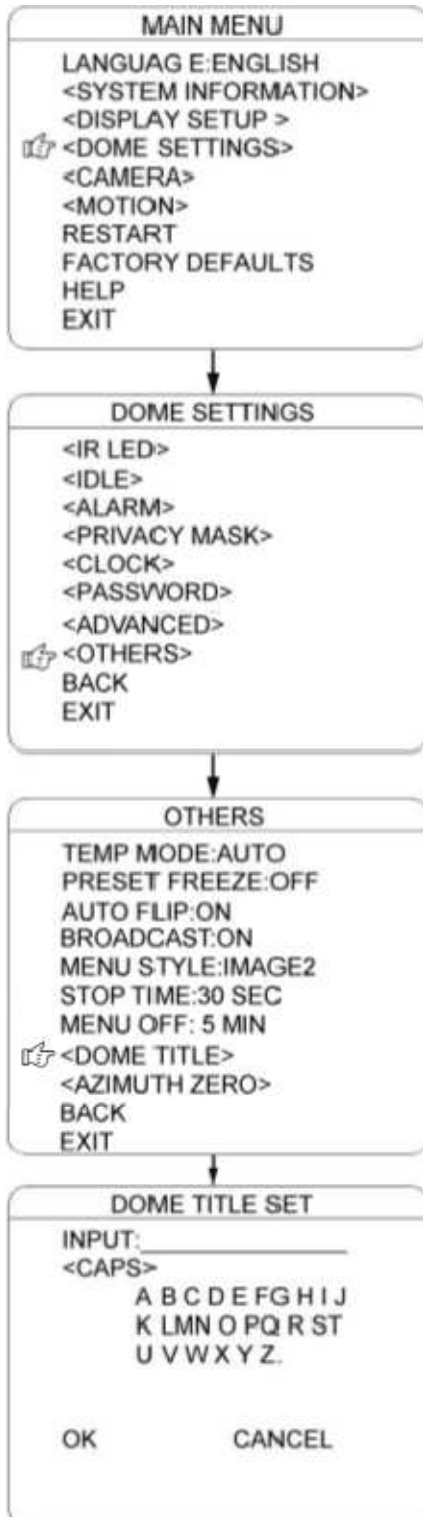 MAIN MENU
LANGUAG E:ENGLISH
<SYSTEM INFORMATION>
<DISPLAY SETUP >
<DOME SETTINGS>
<CAMERA>
<MOTION>
RESTART
FACTORY DEFAULTS
HELP
EXIT
DOME SETTINGS
<IR LED>
<IDLE>
<ALARM>
<PRIVACY MASK>
<CLOCK>
<PASSWORD>
<ADVANCED>
<OTHERS>
BACK
EXIT
OTHERS
TEMP MODE:AUTO
PRESET FREEZE:OFF
AUTO FLIP:ON
BROADCAST:ON
MENU STYLE:IMAGE2
STOP TIME:30 SEC
MENU OFF: 5 MIN
<DOME TITLE>
<AZIMUTH ZERO>
BACK
EXIT
DOME TITLE SET
INPUT:
<CAPS>
A B C D E FG H I J
K LMN O PQ R ST
U V W X Y Z.
OK CANCEL